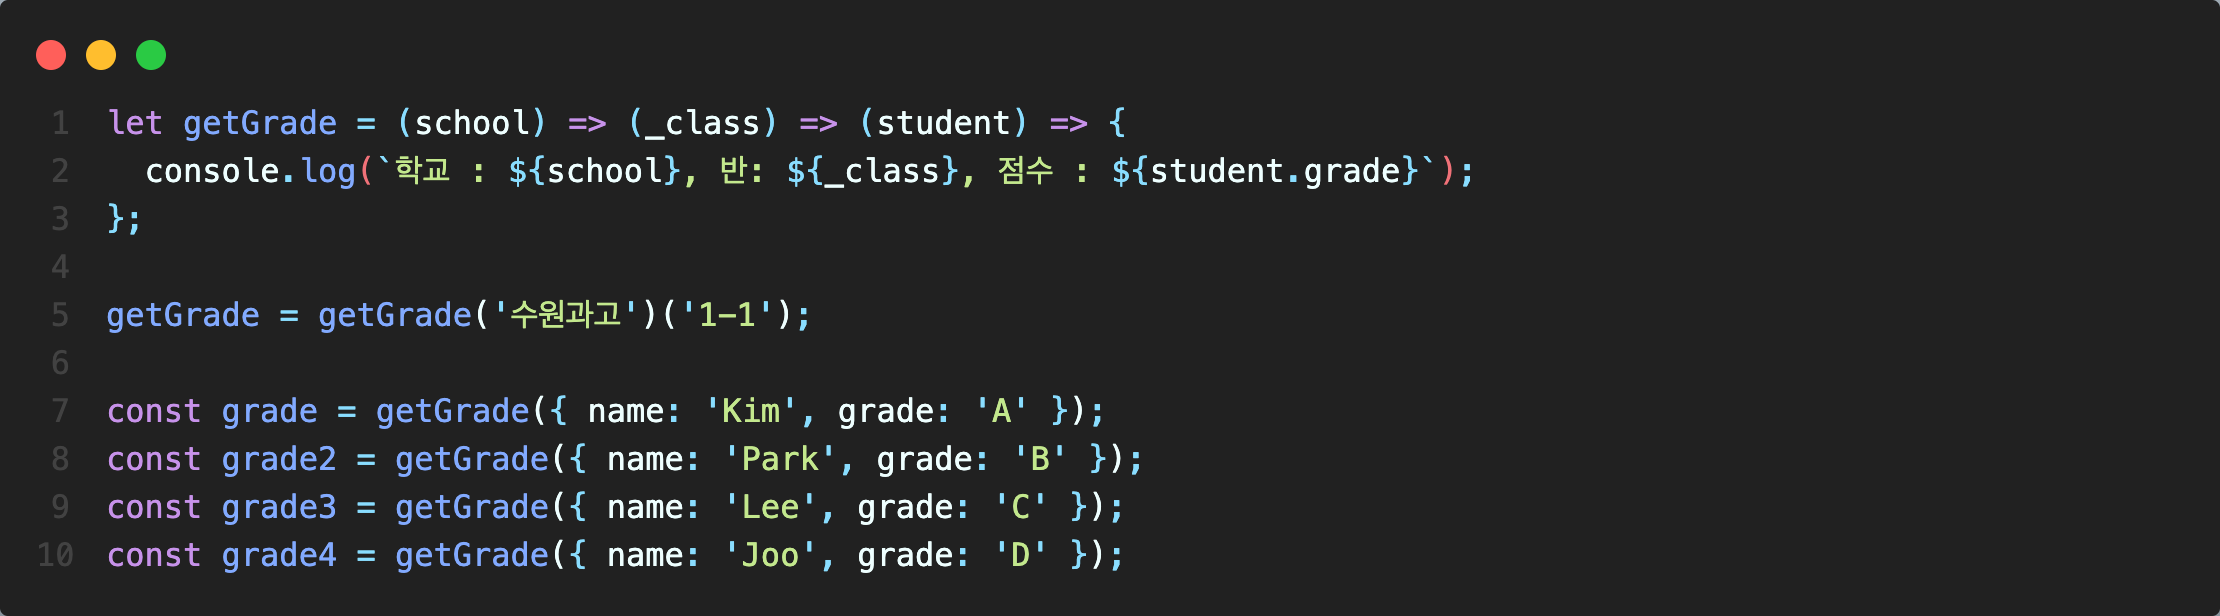 1 let getGrade = (school) => (_class) => (student) => {
2   console.log(`학교 : ${school}, 반: ${_class}, 점수 : ${student.grade}`);
3 };
4
5 getGrade = getGrade('수원과고')('1-1');
6
7 const grade = getGrade({ name: 'Kim', grade: 'A' });
8 const grade2 = getGrade({ name: 'Park', grade: 'B' });
9 const grade3 = getGrade({ name: 'Lee', grade: 'C' });
10 const grade4 = getGrade({ name: 'Joo', grade: 'D' });